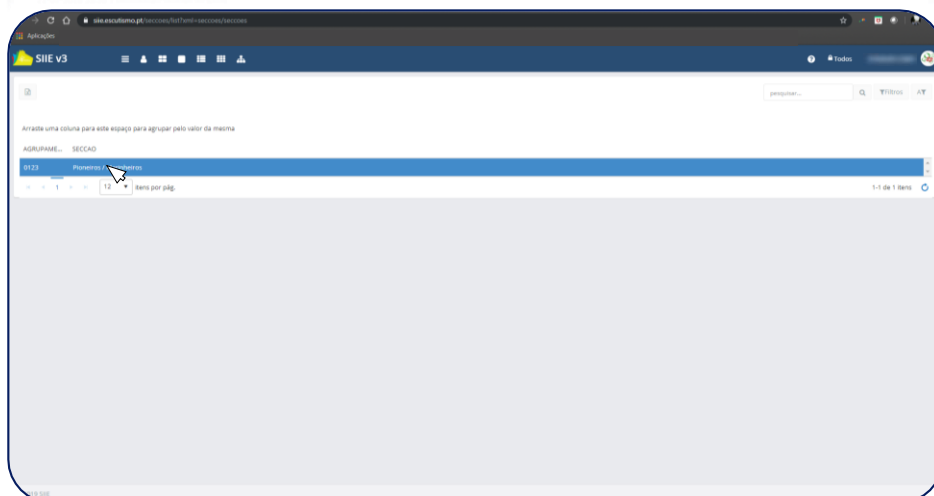 siie.escutismo.pt/seccoes/list?xml=seccoes/seccoes
Aplicações
SIIE v3
Todos
pesquisar...
Filtros
Arraste uma coluna para este espaço para agrupar pelo valor da mesma
AGRUPAME... SECCAO
0123 Pioneiros /
1 12 itens por pág. 1-1 de 1 itens